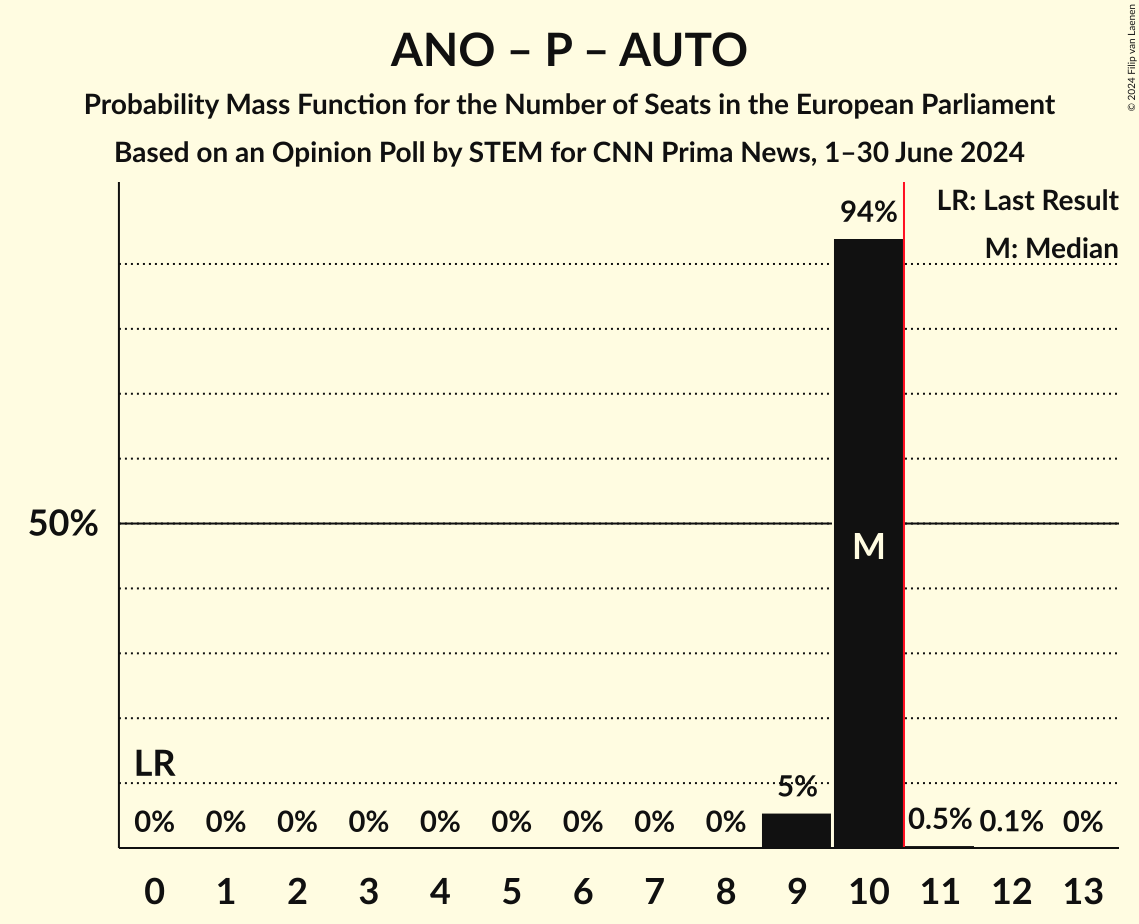 ANO – P – AUTO
Probability Mass Function for the Number of Seats in the European Parliament
Based on an Opinion Poll by STEM for CNN Prima News, 1–30 June 2024
© 2024 Filip van Laenen
LR: Last Result
M: Median
94%
50%
M
LR
5%
0% 0% 0% 0% 0% 0% 0% 0% 0% 0.5% 0.1% 0%
0 1 2 3 4 5 6 7 8 9 10 11 12 13